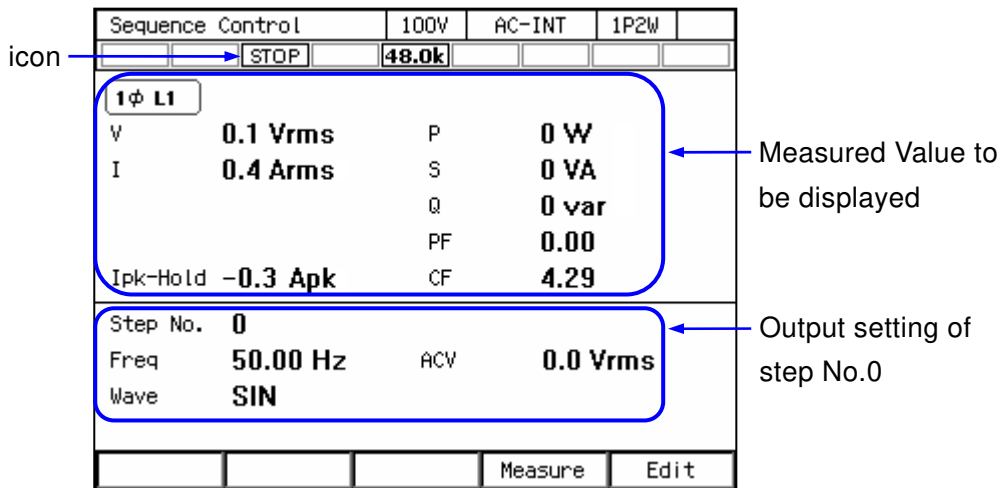 Sequence Control 100V AC-INT 1P2W
icon STOP 48.0k
1ϕ L1
V 0.1 Vrms P 0 W
I 0.4 Arms S 0 VA
Q 0 var
PF 0.00
Ipk-Hold -0.3 Apk CF 4.29
Measured Value to
be displayed
Step No. 0
Freq 50.00 Hz ACV 0.0 Vrms
Wave SIN
Output setting of
step No.0
Measure Edit